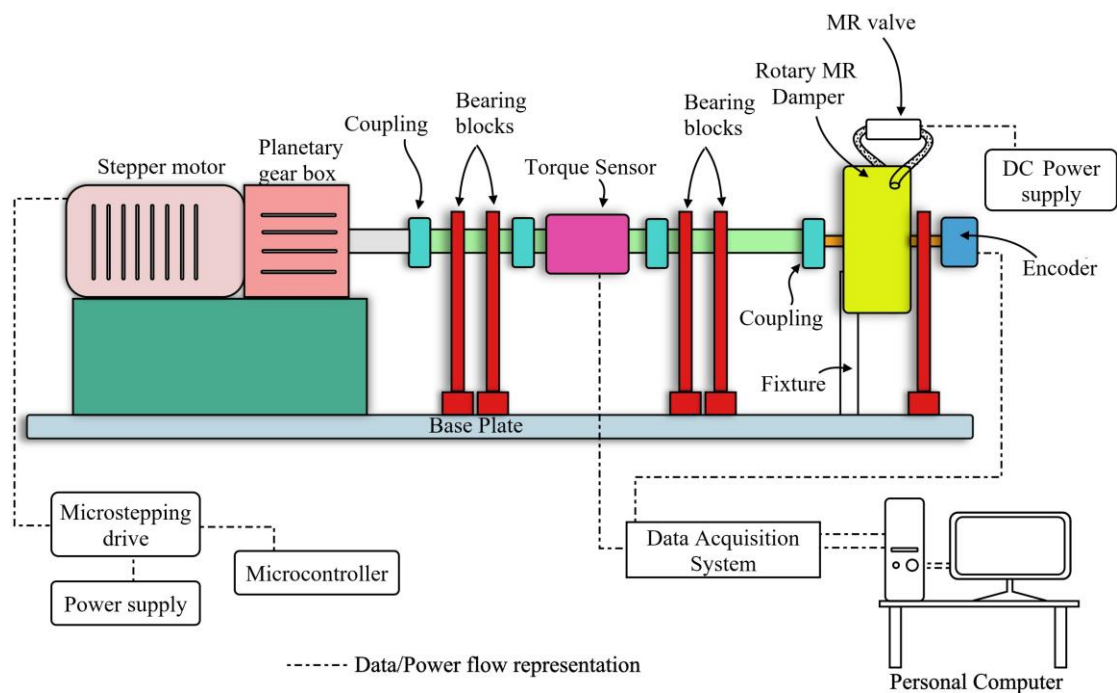 MR valve
Rotary MR
Damper
Bearing
blocks
Bearing
blocks
Coupling
Planetary
gear box
Stepper motor
Torque Sensor
DC Power
supply
Encoder
Coupling
Fixture
Base Plate
Microstepping
drive
Microcontroller
Power supply
Data Acquisition
System
Data/Power flow representation
Personal Computer